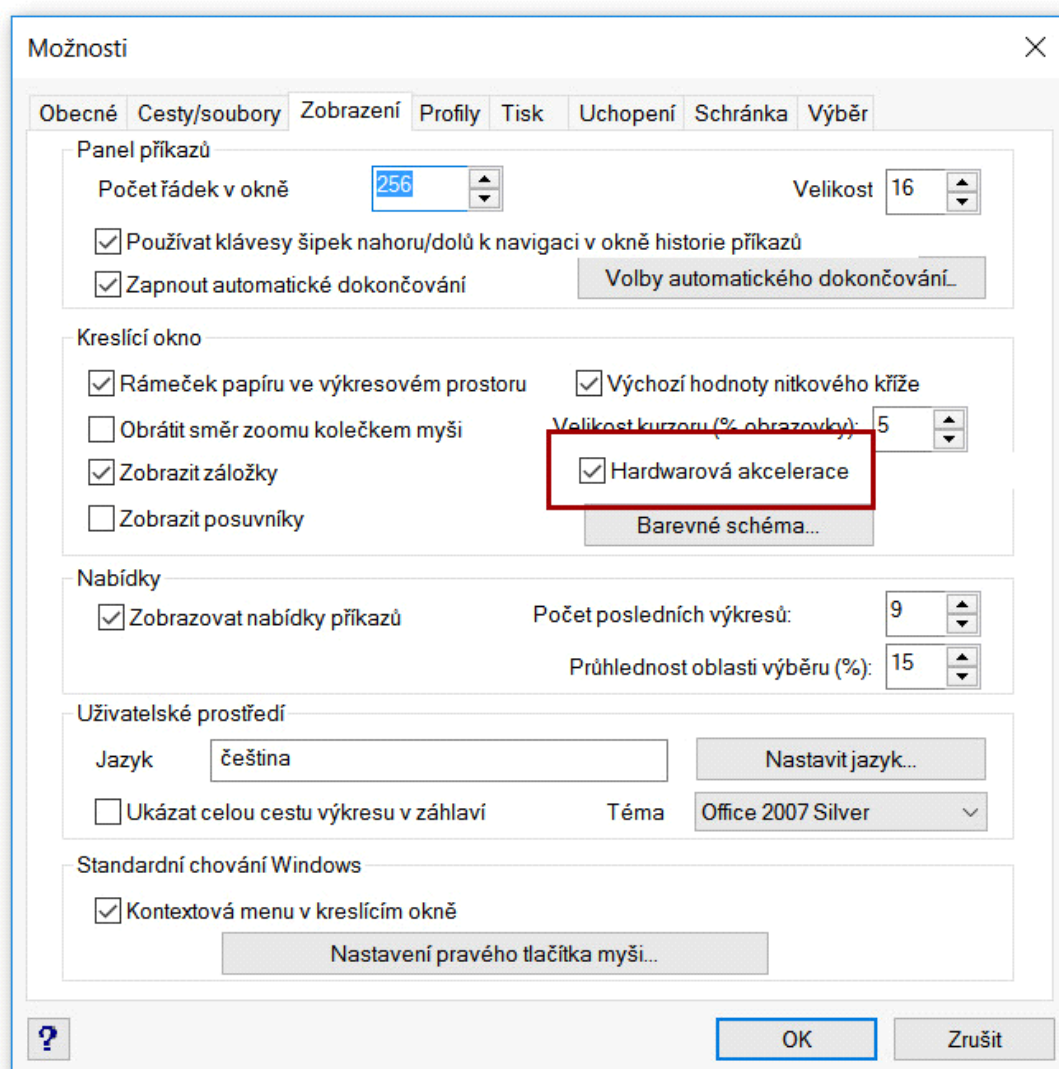 Možnosti
Obecné Cesty/soubory Zobrazení Profily Tisk Uchopení Schránka Výběr
Panel příkazů
Počet řádek v okně 256 Velikost 16
Používat klávesy šipek nahoru/dolů k navigaci v okně historie příkazů
Zapnout automatické dokončování Volby automatického dokončování...
Kreslící okno
Rámeček papíru ve výkresovém prostoru Výchozí hodnoty nitkového kříže
Obrátit směr zoomu kolečkem myši Velikost kurzoru (% obrazovky): 5
Zobrazit záložky Hardwarová akcelerace
Zobrazit posuvníky Barevné schéma...
Nabídky
Zobrazovat nabídky příkazů Počet posledních výkresů: 9
Průhlednost oblasti výběru (%): 15
Uživatelské prostředí
Jazyk čeština Nastavit jazyk...
Ukázat celou cestu výkresu v záhlaví Téma Office 2007 Silver
Standardní chování Windows
Kontextová menu v kreslícím okně
Nastavení pravého tlačítka myši...
? OK Zrušit